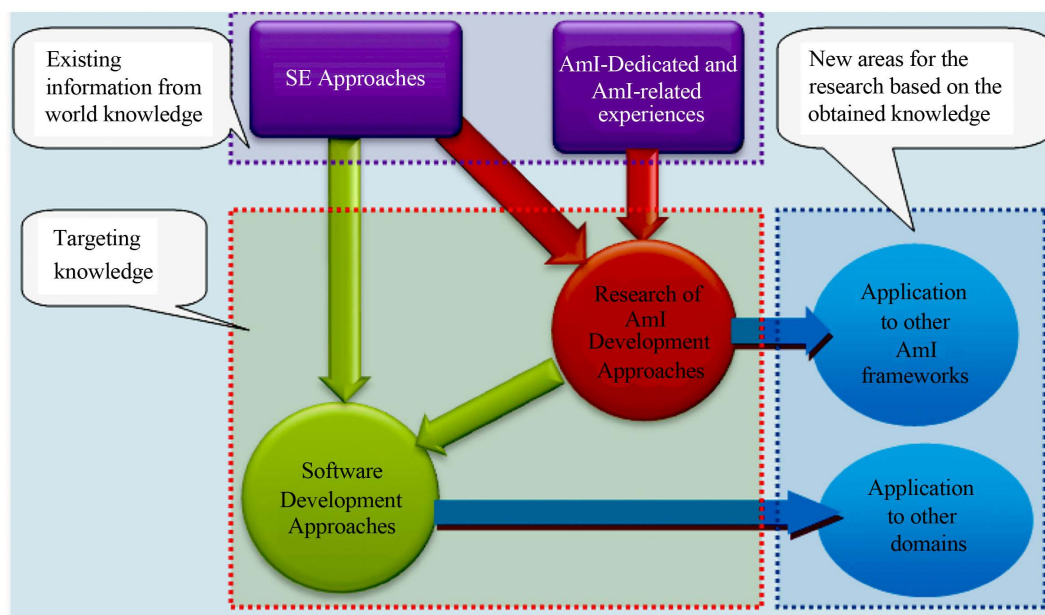 Existing
information from
world knowledge
SE Approaches
AmI-Dedicated and
AmI-related
experiences
New areas for the
research based on the
obtained knowledge
Targeting
knowledge
Research of
AmI
Development
Approaches
Application
to other
AmI
frameworks
Software
Development
Approaches
Application
to other
domains